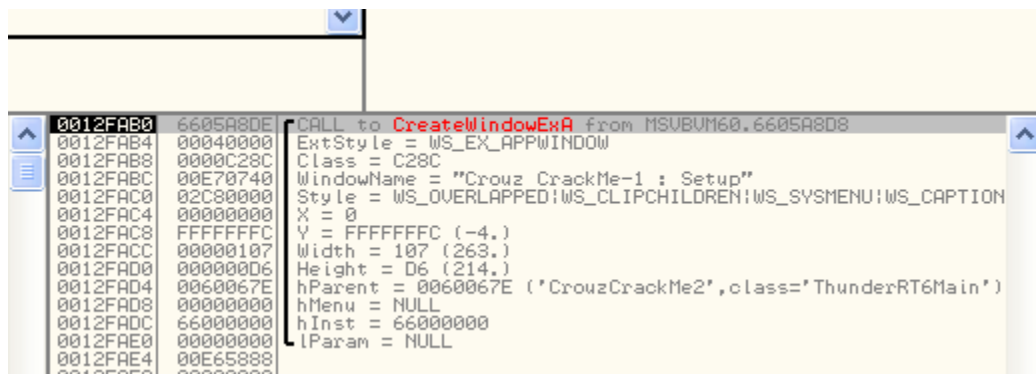 0012FAB0 6605A8DE CALL to CreateWindowExA from MSVBVM60.6605A8D8
0012FAB4 00040000 ExtStyle = WS_EX_APPWINDOW
0012FAB8 0000C28C Class = C28C
0012FABC 00E70740 WindowName = "Crouz CrackMe-1 : Setup"
0012FAC0 02C80000 Style = WS_OVERLAPPED|WS_CLIPCHILDREN|WS_SYSMENU|WS_CAPTION
0012FAC4 00000000 X = 0
0012FAC8 FFFFFFFC Y = FFFFFFFC (-4.)
0012FACC 00000107 Width = 107 (263.)
0012FAD0 000000D6 Height = D6 (214.)
0012FAD4 0060067E hParent = 0060067E ('CrouzCrackMe2',class='ThunderRT6Main')
0012FAD8 00000000 hMenu = NULL
0012FADC 66000000 hInst = 66000000
0012FAE0 00000000 lParam = NULL
0012FAE4 00E65888